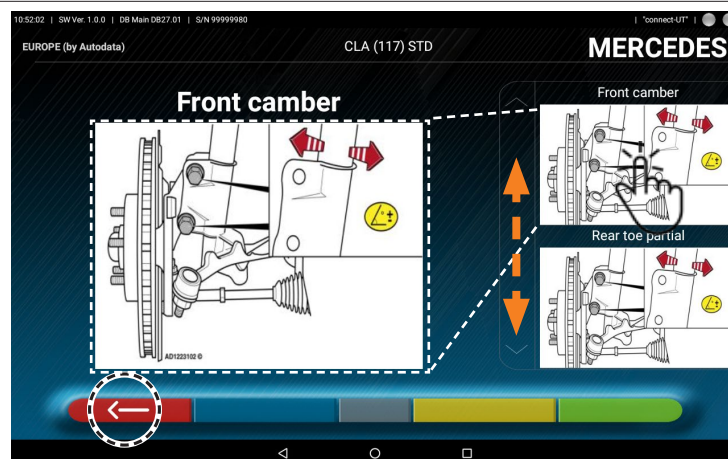 10:52:02 | SW Ver. 1.0.0 | DB Main DB27.01 | S/N 99999980
| "connect-UT" |
EUROPE (by Autodata)
CLA (117) STD
MERCEDES
Front camber
Front camber
Rear toe partial
AD1223102 ©